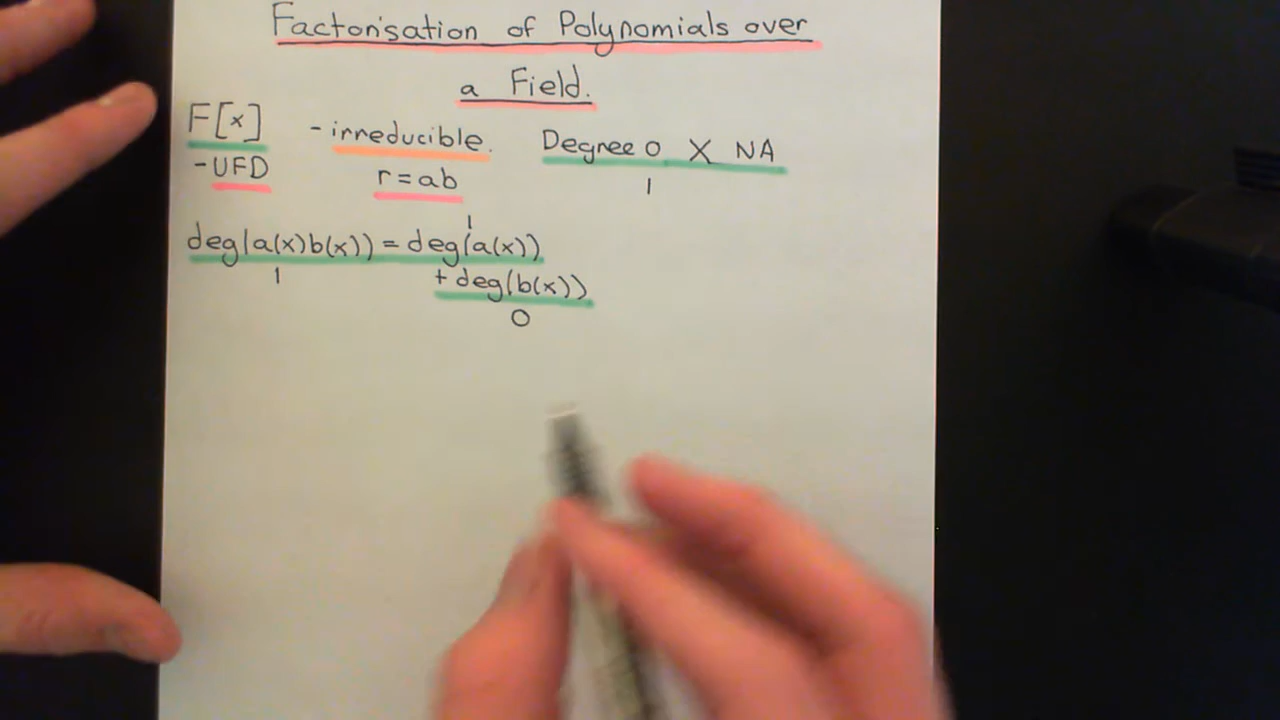 Factorisation of Polynomials over
a Field.
F[x] - irreducible. Degree 0 X NA
- UFD r = ab 1
1
deg(a(x)b(x)) = deg(a(x))
1 + deg(b(x))
0